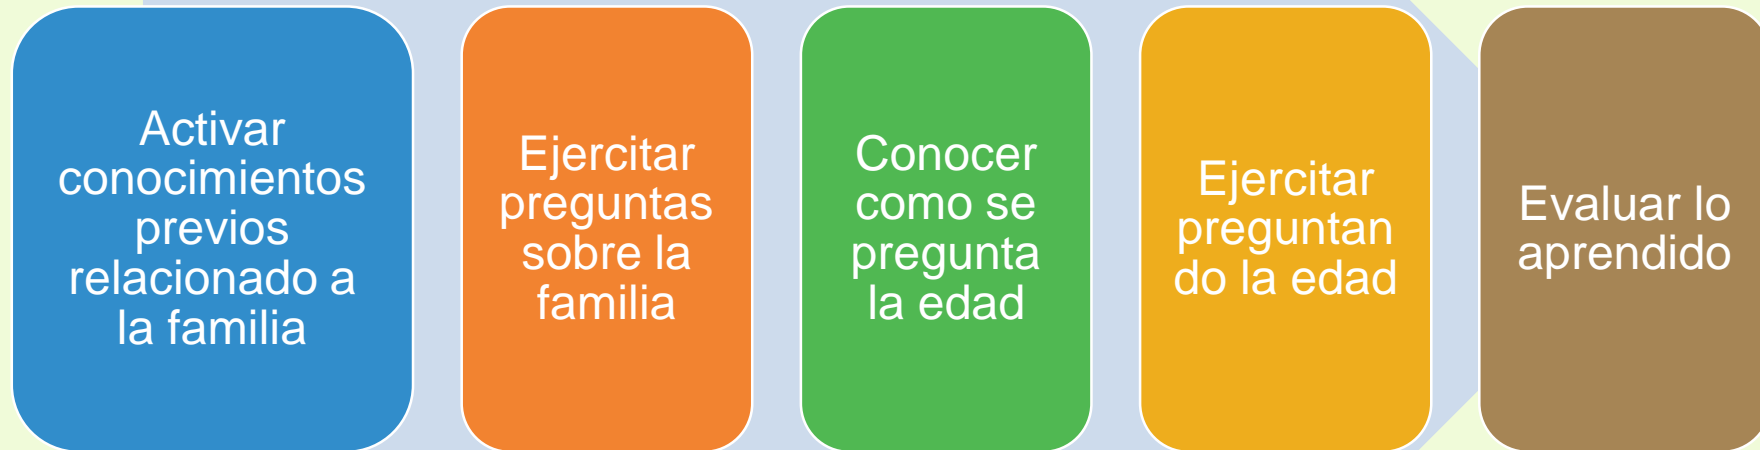 Activar
conocimientos
previos
relacionado a
la familia
Ejercitar
preguntas
sobre la
familia
Conocer
como se
pregunta
la edad
Ejercitar
preguntan
do la edad
Evaluar lo
aprendido